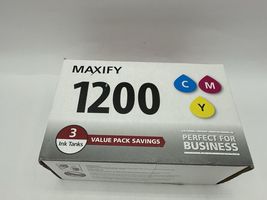 MAXIFY
1200
C
M
Y
3
Ink Tanks
VALUE PACK SAVINGS
PERFECT FOR
BUSINESS